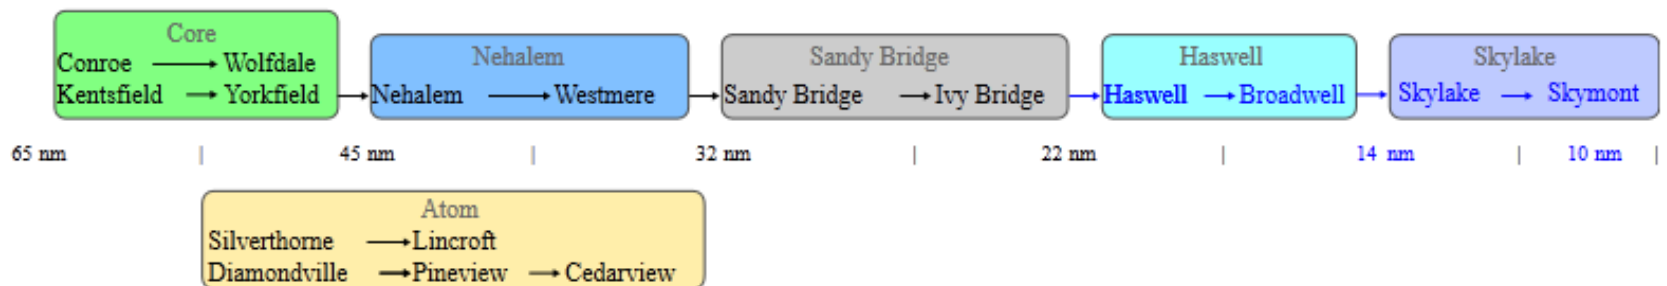 Core
Conroe → Wolfdale
Kentsfield → Yorkfield
Nehalem
Nehalem → Westmere
Sandy Bridge
Sandy Bridge → Ivy Bridge
Haswell
Haswell → Broadwell
Skylake
Skylake → Skymont
65 nm | 45 nm | 32 nm | 22 nm | 14 nm | 10 nm |
Atom
Silverthorne → Lincroft
Diamondville → Pineview → Cedarview